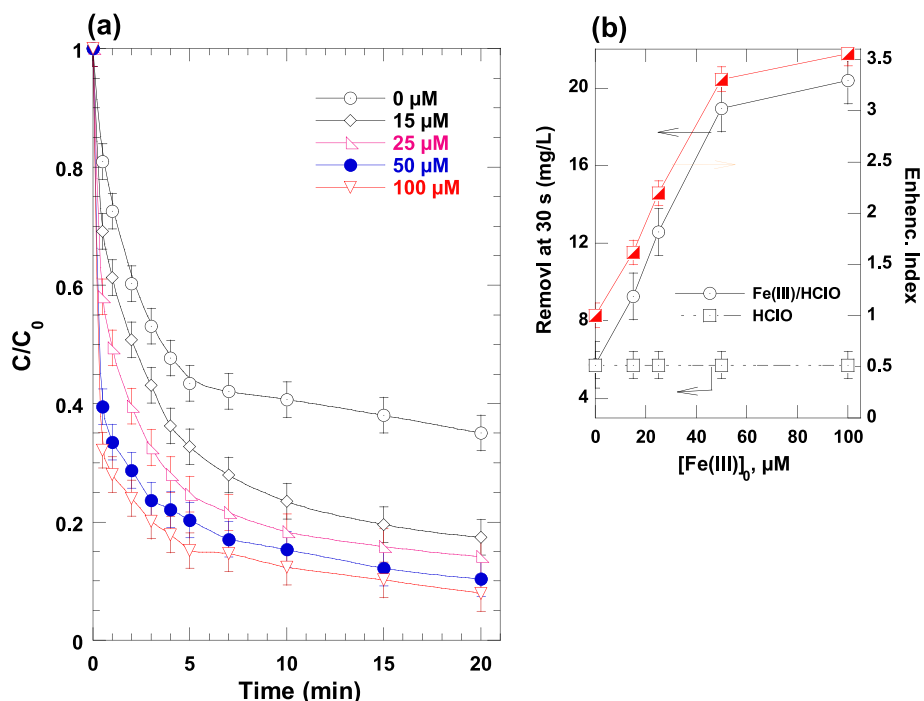 (a)
1
0.8
0.6
0.4
0.2
0
C/C0
0 µM
15 µM
25 µM
50 µM
100 µM
0 5 10 15 20
Time (min)
(b)
20
16
12
8
4
Removl at 30 s (mg/L)
3.5
3
2.5
2
1.5
1
0.5
0
Enhenc. Index
Fe(III)/HClO
HClO
0 20 40 60 80 100
[Fe(III)]0, µM